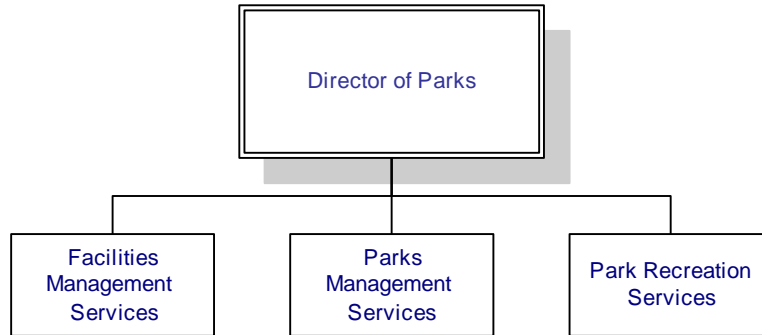 Director of Parks
Facilities
Management
Services
Parks
Management
Services
Park Recreation
Services